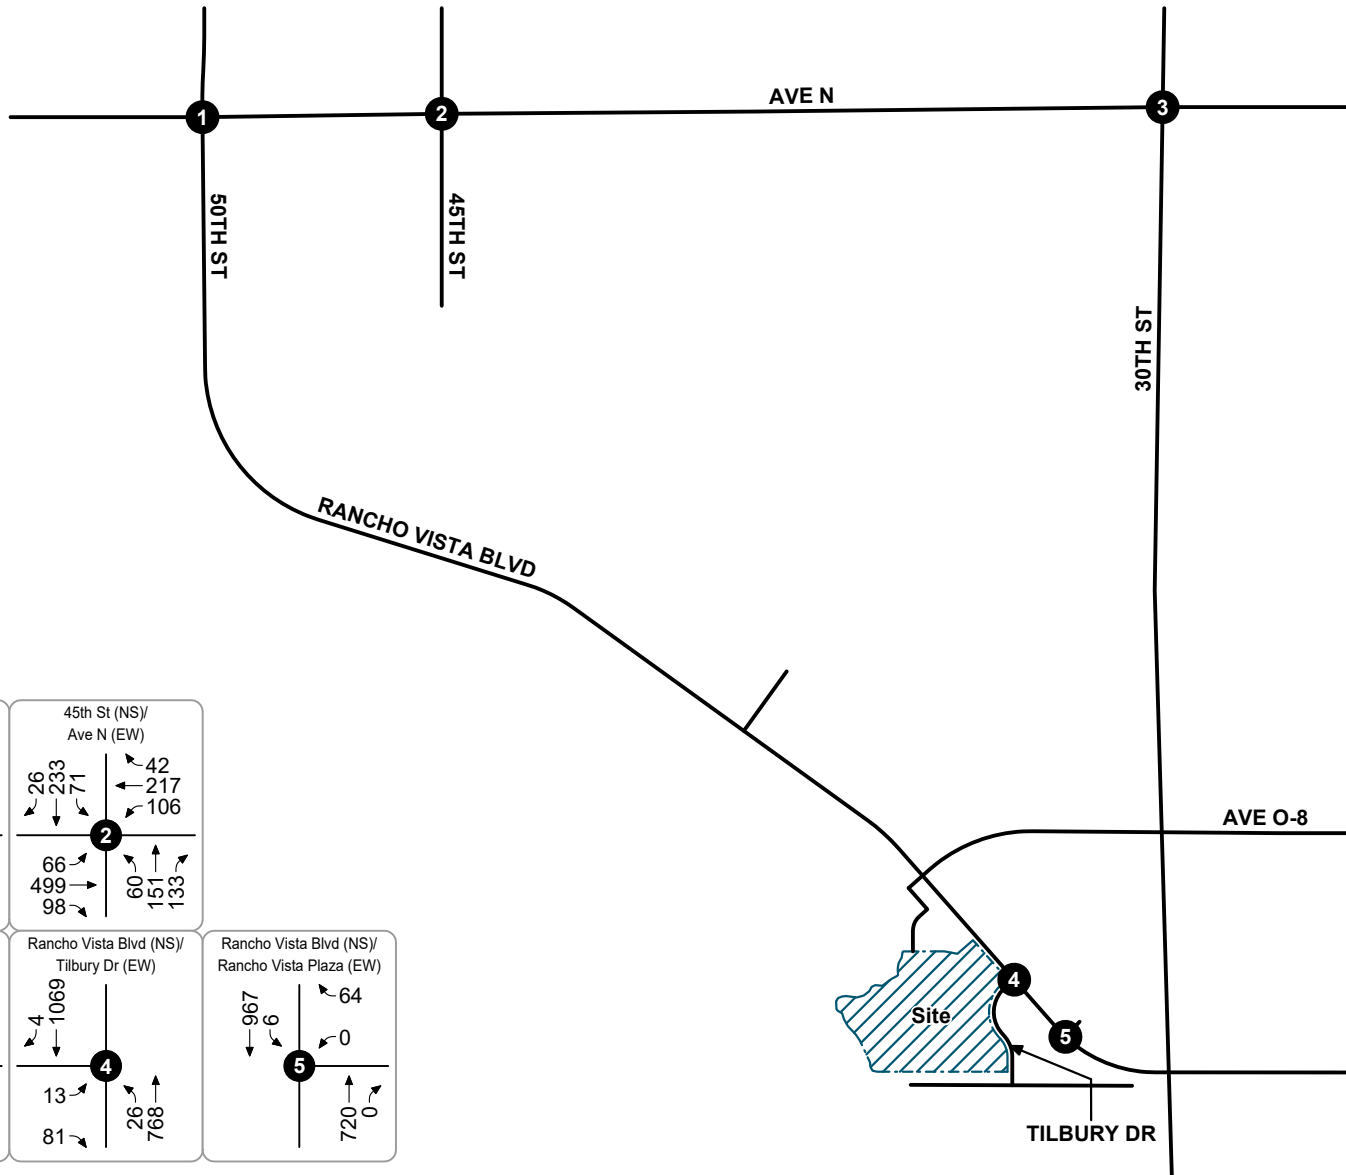 AVE N
1
2
3
50TH ST
45TH ST
30TH ST
RANCHO VISTA BLVD
AVE O-8
Site
4
5
TILBURY DR
45th St (NS)/
Ave N (EW)
26
233
71
42
217
106
2
66
499
98
60
151
133
Rancho Vista Blvd (NS)/
Tilbury Dr (EW)
4
1069
4
13
81
26
768
Rancho Vista Blvd (NS)/
Rancho Vista Plaza (EW)
967
6
64
0
5
720
0